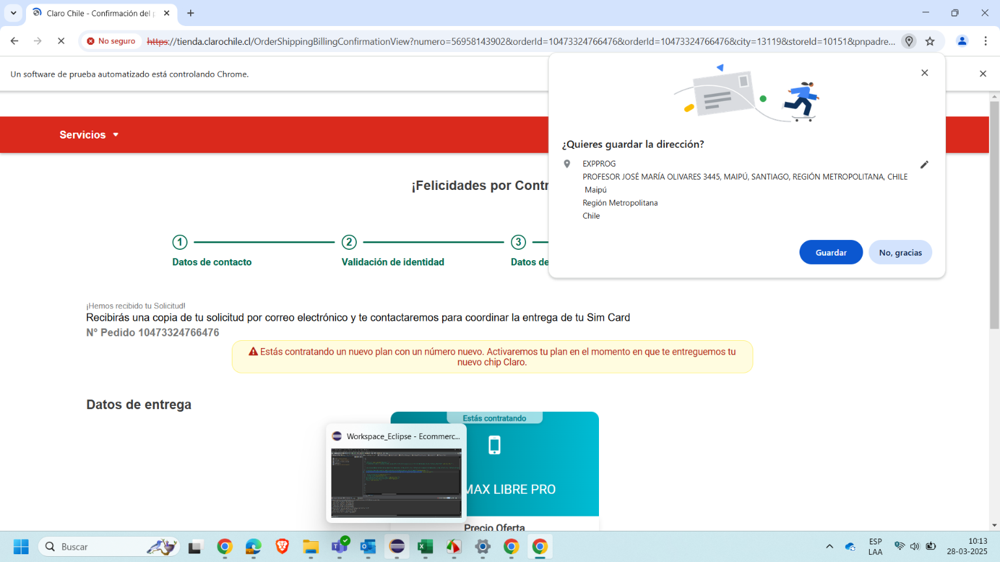 Claro Chile - Confirmación del p
No seguro
https://tienda.clarochile.cl/OrderShippingBillingConfirmationView?numero=56958143902&orderId=10473324766476&orderId=10473324766476&city=13119&storeId=10151&pnpadre...
Un software de prueba automatizado está controlando Chrome.
Servicios
¿Quieres guardar la dirección?
EXPPROG
PROFESOR JOSÉ MARÍA OLIVARES 3445, MAIPÚ, SANTIAGO, REGIÓN METROPOLITANA, CHILE
Maipú
Región Metropolitana
Chile
Guardar
No, gracias
¡Felicidades por Contr
1
2
3
Datos de contacto
Validación de identidad
Datos de
¡Hemos recibido tu Solicitud!
Recibirás una copia de tu solicitud por correo electrónico y te contactaremos para coordinar la entrega de tu Sim Card
N° Pedido 10473324766476
Estás contratando un nuevo plan con un número nuevo. Activaremos tu plan en el momento en que te entreguemos tu
nuevo chip Claro.
Datos de entrega
Estás contratando
Workspace_Eclipse - Ecommerc...
MAX LIBRE PRO
Precio Oferta
Buscar
ESP
LAA
10:13
28-03-2025